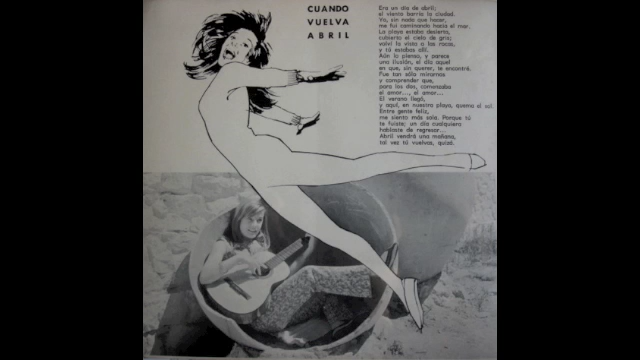 CUANDO
VUELVA
ABRIL
Era un día de abril;
el viento barría la ciudad.
Yo, sin nada que hacer,
me fui caminando hasta el mar.
La playa estaba desierta,
cubierto el cielo de gris;
volví la vista a las rocas,
y tú estabas allí.
Aún lo pienso, y parece
una ilusión, el día aquel
en que, sin querer, te encontré.
Fue tan sólo mirarnos
y comprender que,
para los dos, comenzaba
el amor..., el amor...
El verano llegó,
y aquí, en nuestra playa, quema el sol.
Entre gente feliz,
me siento más sola. Porque tú
te fuiste; un día cualquiera
hablaste de regresar...
Abril vendrá una mañana,
tal vez tú vuelvas, quizá.